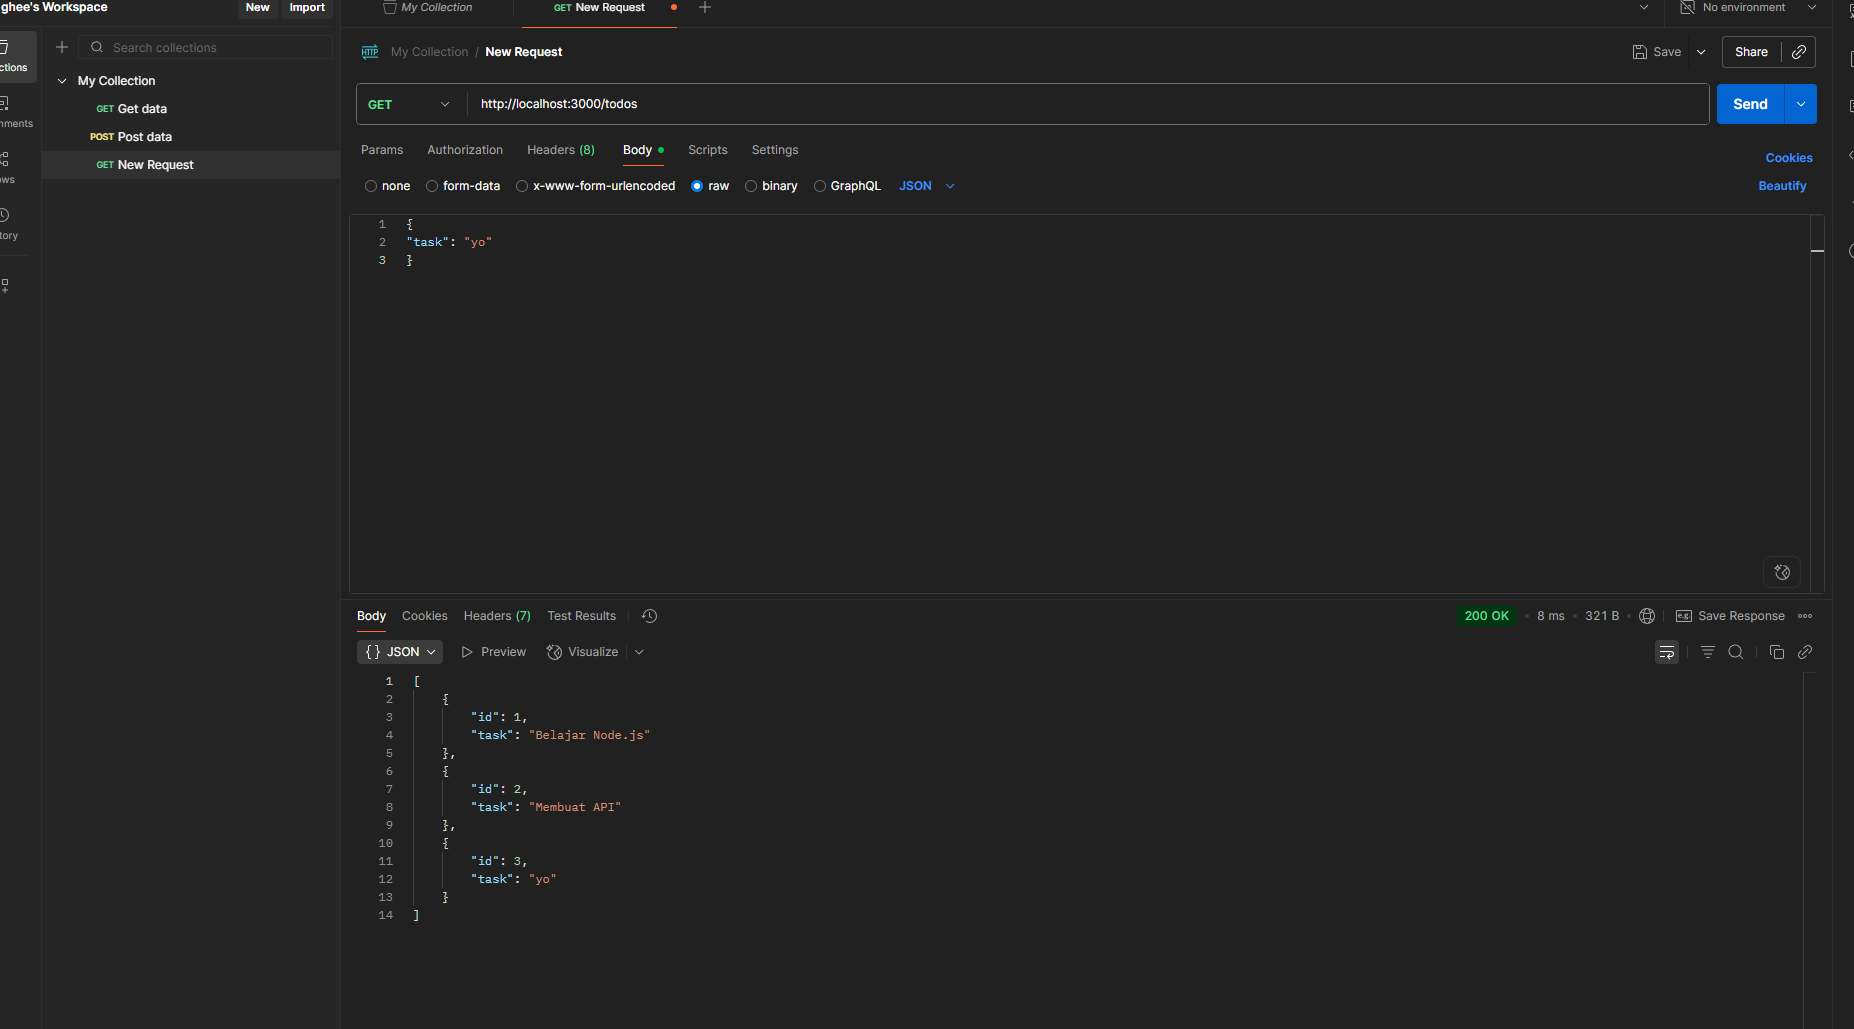 ghee's Workspace
New
Import
My Collection
GET New Request
No environment
ctions
Search collections
My Collection
GET Get data
POST Post data
GET New Request
nments
ws
tory
HTTP My Collection / New Request
Save
Share
GET
http://localhost:3000/todos
Send
Params
Authorization
Headers (8)
Body
Scripts
Settings
Cookies
none
form-data
x-www-form-urlencoded
raw
binary
GraphQL
JSON
Beautify
1 {
2 "task": "yo"
3 }
Body
Cookies
Headers (7)
Test Results
200 OK
8 ms
321 B
e.g. Save Response
{} JSON
Preview
Visualize
1 [
2 {
3 "id": 1,
4 "task": "Belajar Node.js"
5 },
6 {
7 "id": 2,
8 "task": "Membuat API"
9 },
10 {
11 "id": 3,
12 "task": "yo"
13 }
14 ]